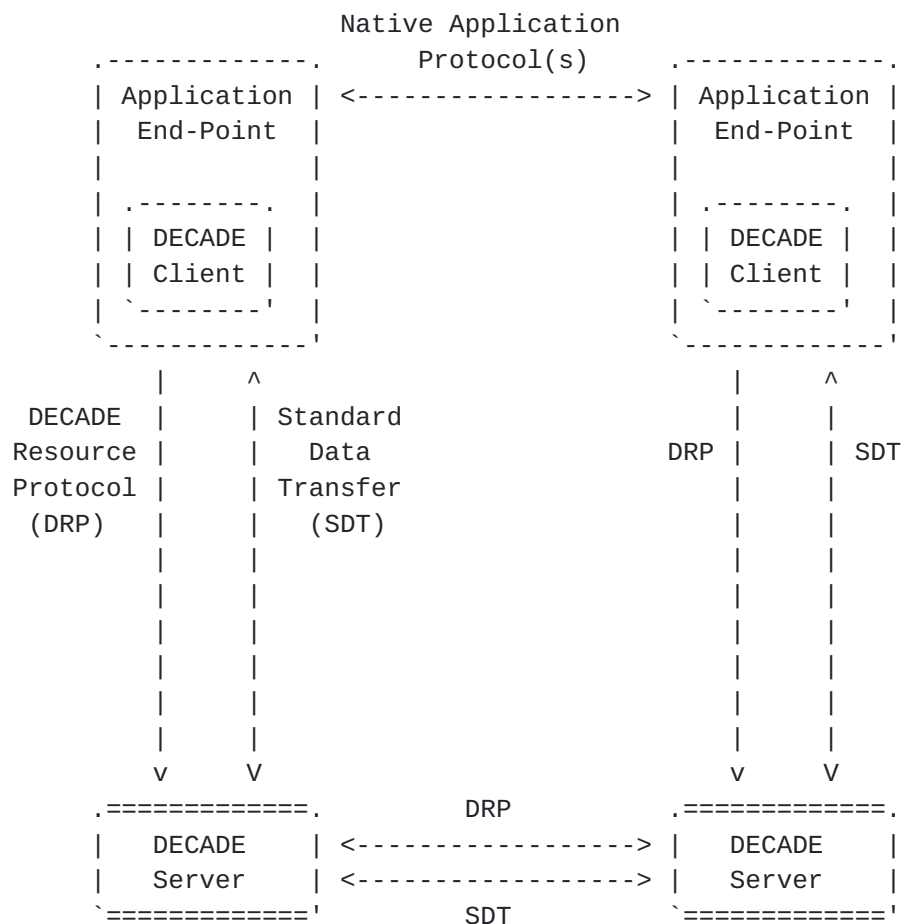 Native Application
Protocol(s)
Application
End-Point
Application
End-Point
DECADE
Client
DECADE
Client
DECADE
Resource
Protocol
(DRP)
Standard
Data
Transfer
(SDT)
DRP
SDT
DRP
DECADE
Server
DECADE
Server
SDT